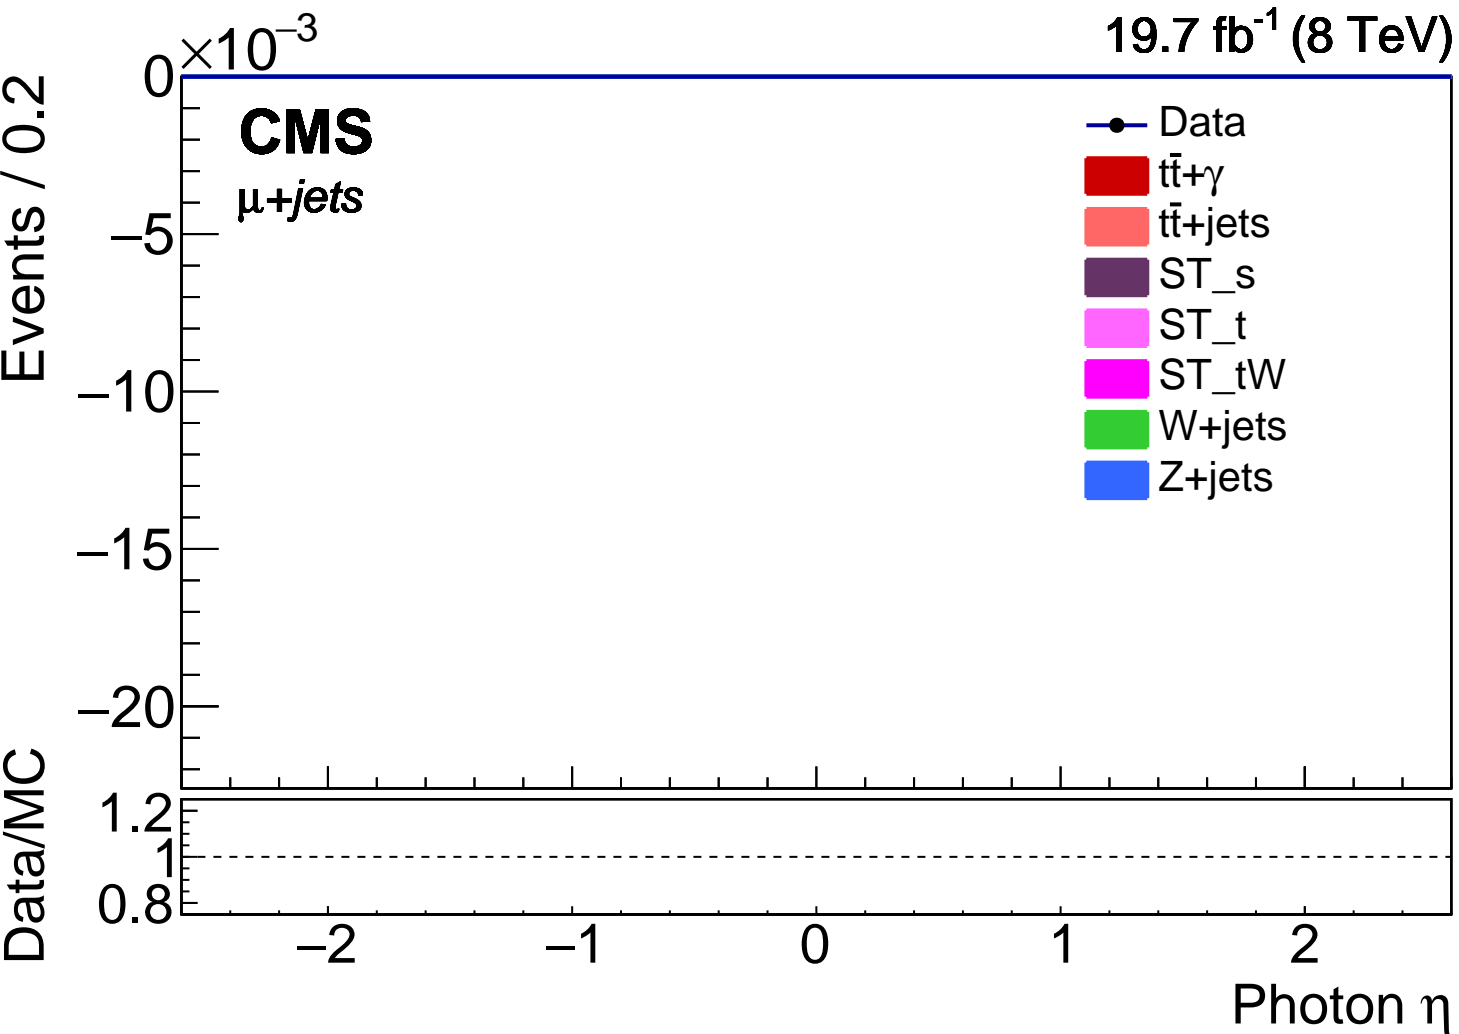 ×10⁻³
19.7 fb⁻¹ (8 TeV)
Events / 0.2
0
−5
−10
−15
−20
CMS
μ+jets
Data
tt̄+γ
tt̄+jets
ST_s
ST_t
ST_tW
W+jets
Z+jets
Data/MC
1.2
1
0.8
−2 −1 0 1 2
Photon η